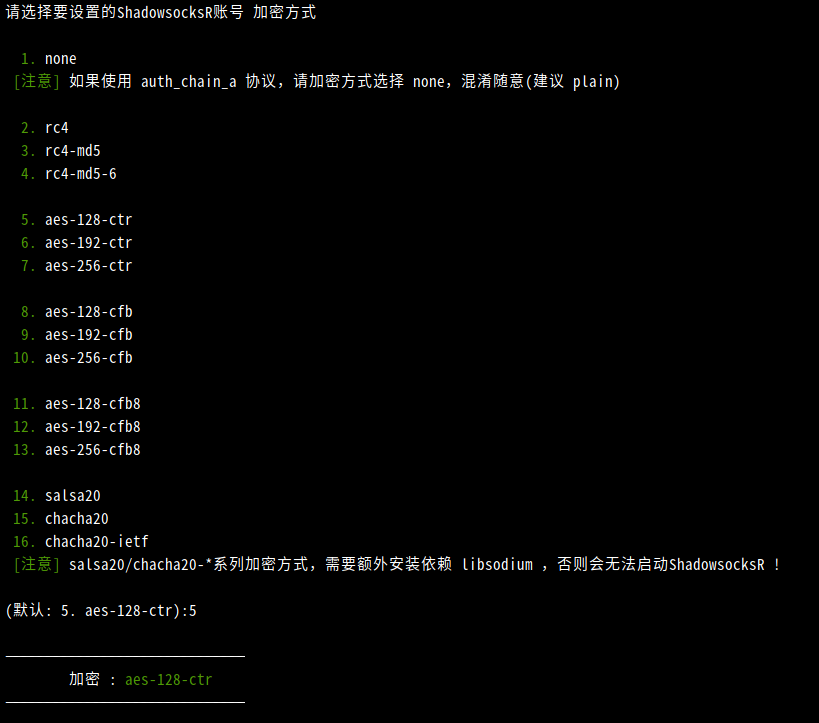 请选择要设置的ShadowsocksR账号 加密方式
1. none
[注意] 如果使用 auth_chain_a 协议，请加密方式选择 none，混淆随意(建议 plain)
2. rc4
3. rc4-md5
4. rc4-md5-6
5. aes-128-ctr
6. aes-192-ctr
7. aes-256-ctr
8. aes-128-cfb
9. aes-192-cfb
10. aes-256-cfb
11. aes-128-cfb8
12. aes-192-cfb8
13. aes-256-cfb8
14. salsa20
15. chacha20
16. chacha20-ietf
[注意] salsa20/chacha20-*系列加密方式，需要额外安装依赖 libsodium ，否则会无法启动ShadowsocksR !
(默认: 5. aes-128-ctr):5
加密 : aes-128-ctr